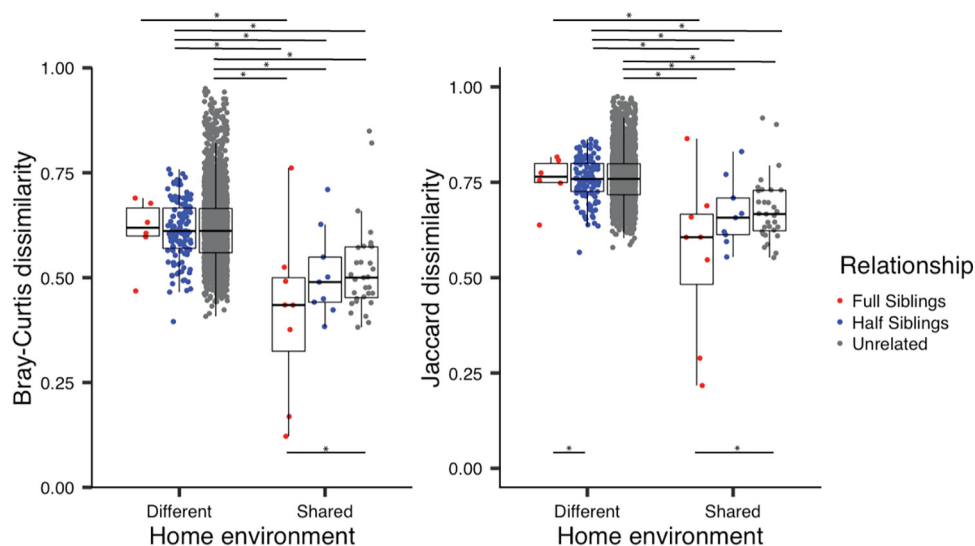 Bray-Curtis dissimilarity
1.00
0.75
0.50
0.25
0.00
* * * * * * *
*
Different
Shared
Home environment
Jaccard dissimilarity
1.00
0.75
0.50
0.25
0.00
* * * * * * *
*
*
Different
Shared
Home environment
Relationship
Full Siblings
Half Siblings
Unrelated